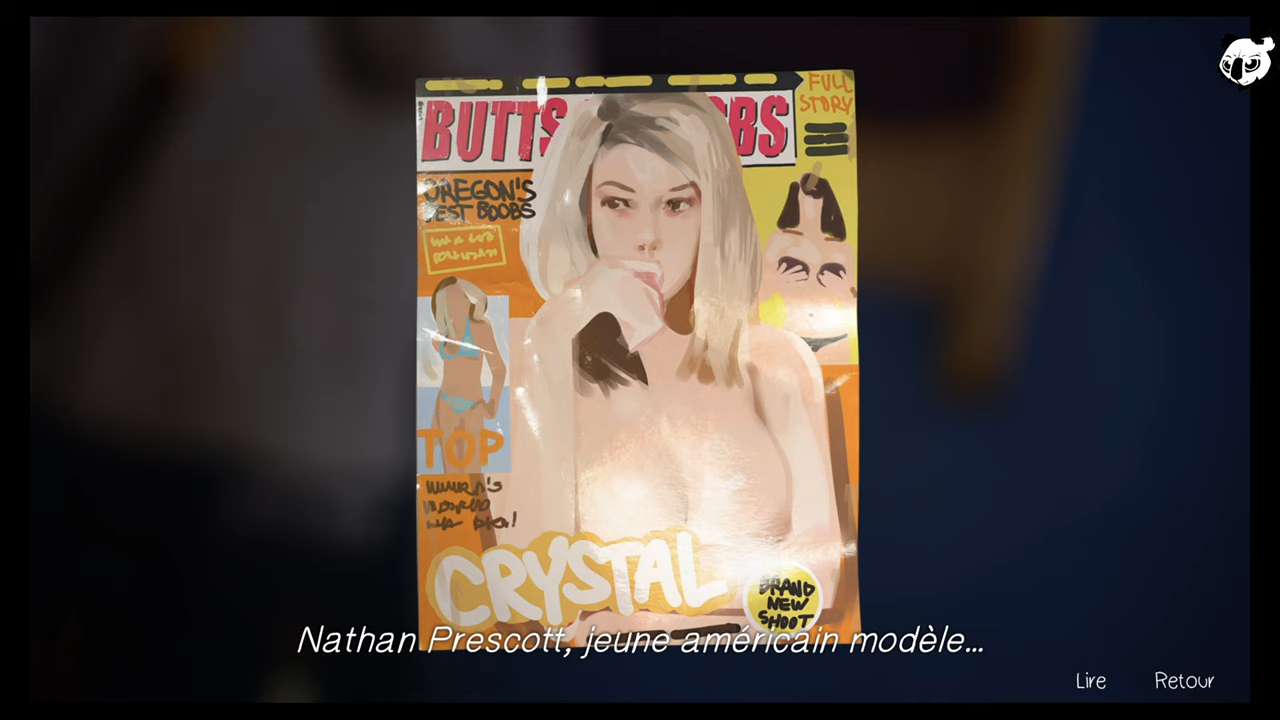 BUTTS
BS
FULL
STORY
OREGON'S
BEST BOOBS
TOP
CRYSTAL
BRAND
NEW
SHOOT
Nathan Prescott, jeune américain modèle...
Lire Retour